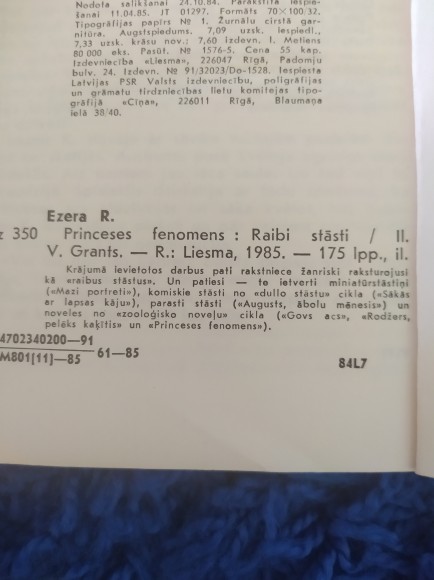 Nodota salikšanai 24.10.84. Parakstīta iespie-
šanai 11.04.85. JT 01297. Formāts 70×100/32.
Tipogrāfijas papīrs № 1. Žurnālu cirstā gar-
nitūra. Augstspiedums. 7,09 uzsk. iespiedl.,
7,33 uzsk. krāsu nov.; 7,60 izdevn. l. Metiens
80 000 eks. Pasūt. № 1576-5. Cena 55 kap.
Izdevniecība «Liesma», 226047 Rīgā, Padomju
bulv. 24. Izdevn. № 91/32023/Do-1528. Iespiesta
Latvijas PSR Valsts izdevniecību, poligrāfijas
un grāmatu tirdzniecības lietu komitejas tipo-
grāfijā «Cīņa», 226011 Rīgā, Blaumaņa
ielā 38/40.
Ezera R.
z 350 Princeses fenomens : Raibi stāsti / Il.
V. Grants. — R.: Liesma, 1985. — 175 lpp., il.
Krājumā ievietotos darbus pati rakstniece žanriski raksturojusi
kā «raibus stāstus». Un patiesi — te ietverti miniatūrstāstiņi
(«Mazi portreti»), komiskie stāsti no «dullo stāstu» cikla («Sākās
ar lapsas kāju»), parasti stāsti («Augusts, ābolu mēnesis») un
noveles no «zooloģisko noveļu» cikla («Govs acs», «Rodžers,
pelēks kaķītis» un «Princeses fenomens»).
4702340200—91
M801(11)—85
61—85
84L7